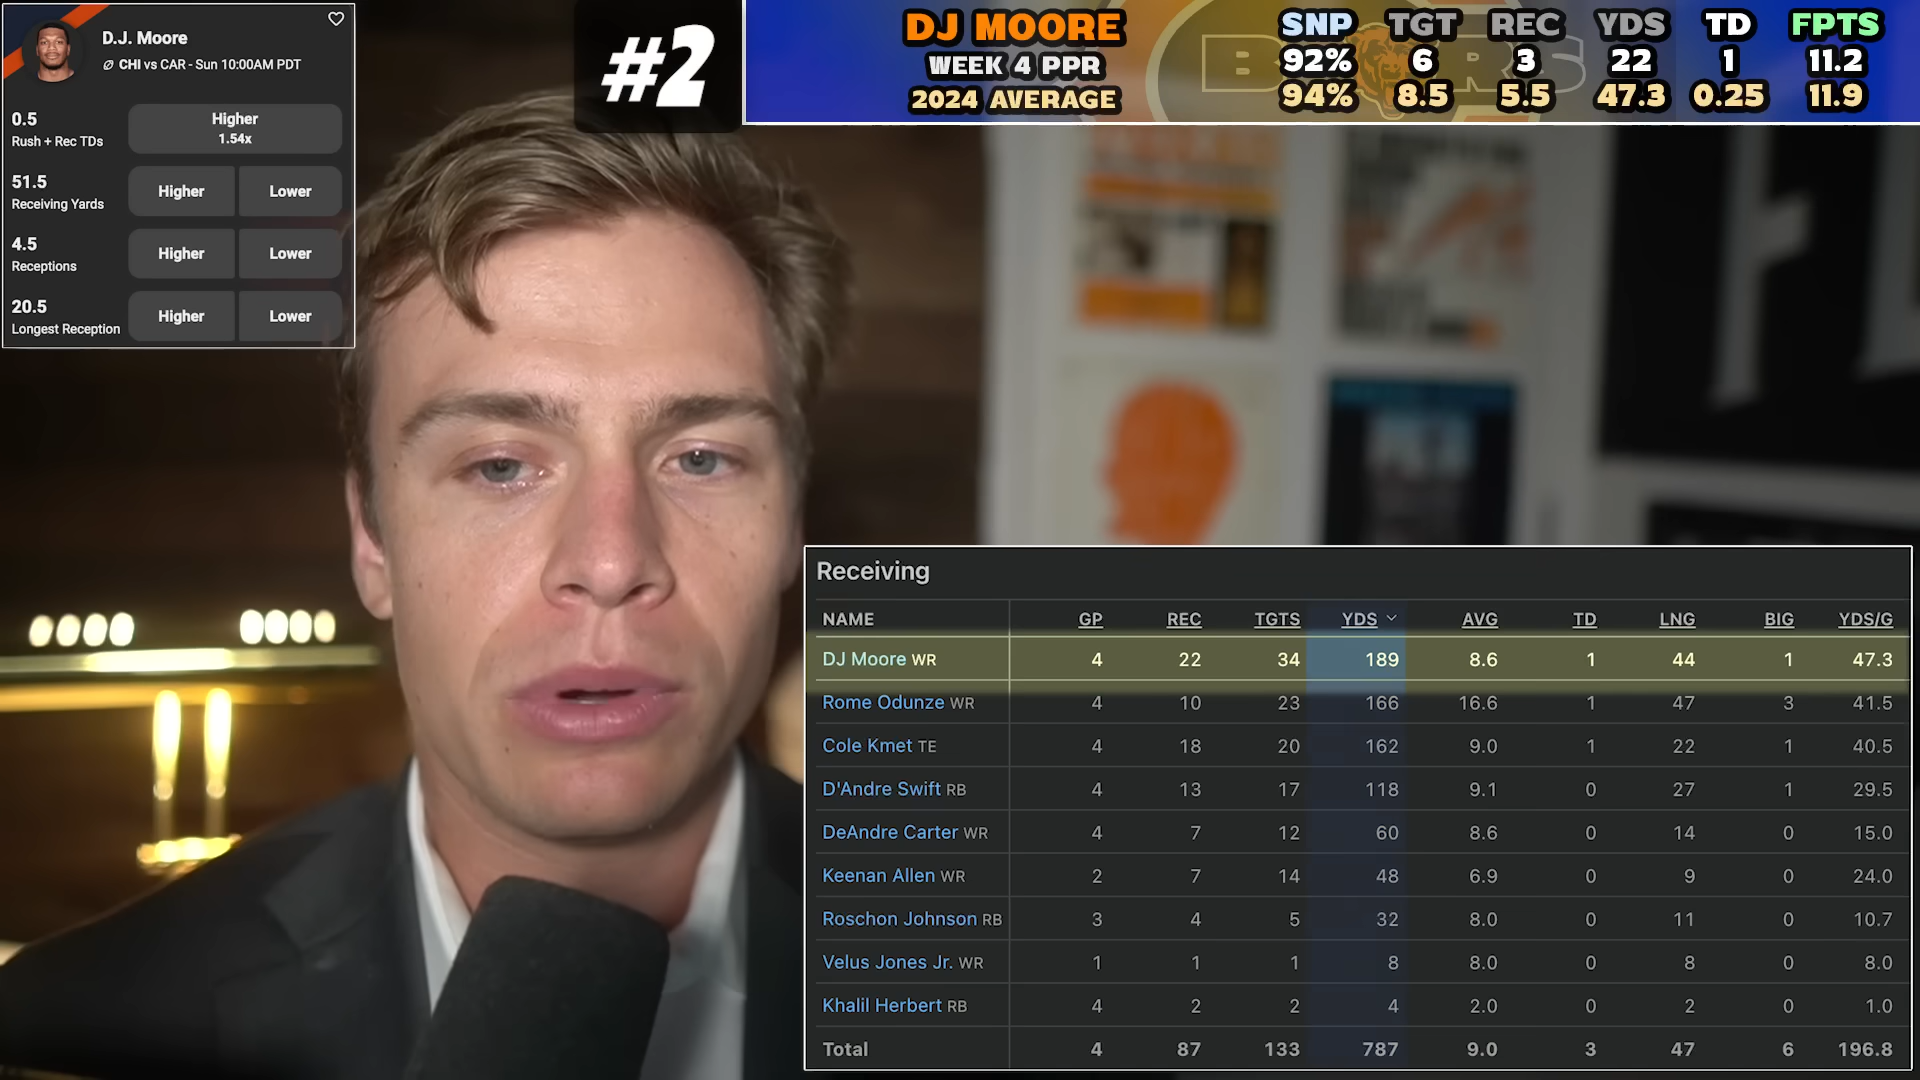 D.J. Moore
CHI vs CAR - Sun 10:00AM PDT
0.5
Rush + Rec TDs
Higher
1.54x
51.5
Receiving Yards
Higher Lower
4.5
Receptions
Higher Lower
20.5
Longest Reception
Higher Lower
#2
DJ MOORE SNP TGT REC YDS TD FPTS
WEEK 4 PPR 92% 6 3 22 1 11.2
2024 AVERAGE 94% 8.5 5.5 47.3 0.25 11.9
Receiving
NAME GP REC TGTS YDS AVG TD LNG BIG YDS/G
DJ Moore WR 4 22 34 189 8.6 1 44 1 47.3
Rome Odunze WR 4 10 23 166 16.6 1 47 3 41.5
Cole Kmet TE 4 18 20 162 9.0 1 22 1 40.5
D'Andre Swift RB 4 13 17 118 9.1 0 27 1 29.5
DeAndre Carter WR 4 7 12 60 8.6 0 14 0 15.0
Keenan Allen WR 2 7 14 48 6.9 0 9 0 24.0
Roschon Johnson RB 3 4 5 32 8.0 0 11 0 10.7
Velus Jones Jr. WR 1 1 1 8 8.0 0 8 0 8.0
Khalil Herbert RB 4 2 2 4 2.0 0 2 0 1.0
Total 4 87 133 787 9.0 3 47 6 196.8